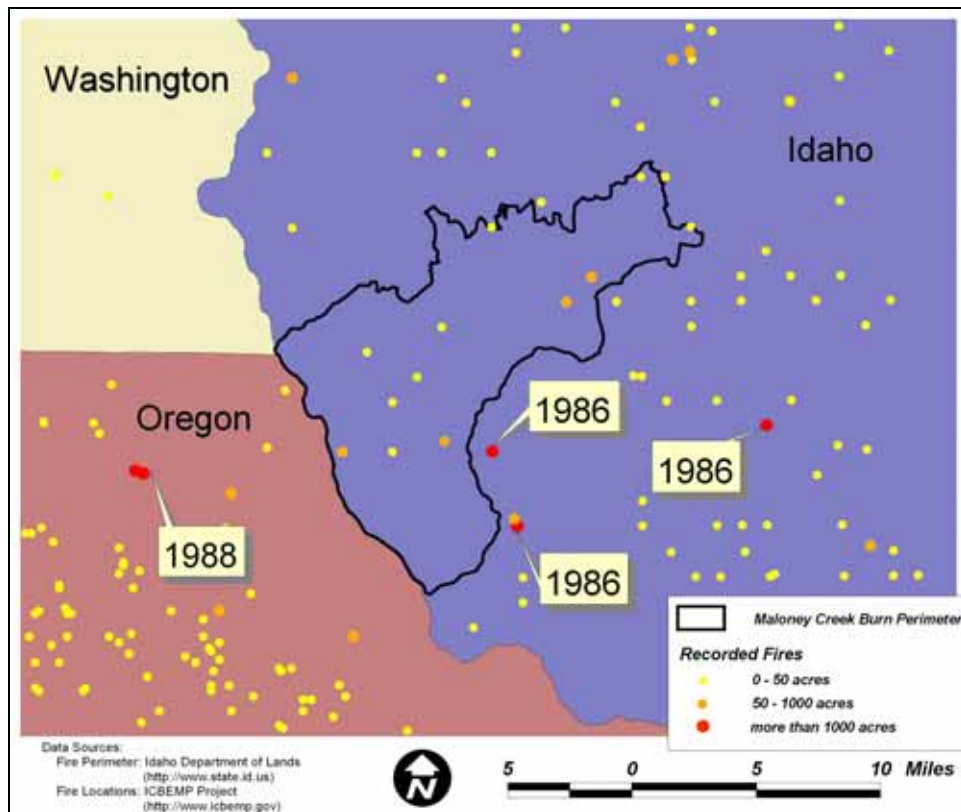 Washington
Idaho
Oregon
1986
1986
1988
1986
Maloney Creek Burn Perimeter
Recorded Fires
0 - 50 acres
50 - 1000 acres
more than 1000 acres
Data Sources:
Fire Perimeter: Idaho Department of Lands
(http://www.state.id.us)
Fire Locations: ICBEMP Project
(http://www.icbemp.gov)
5 0 5 10 Miles